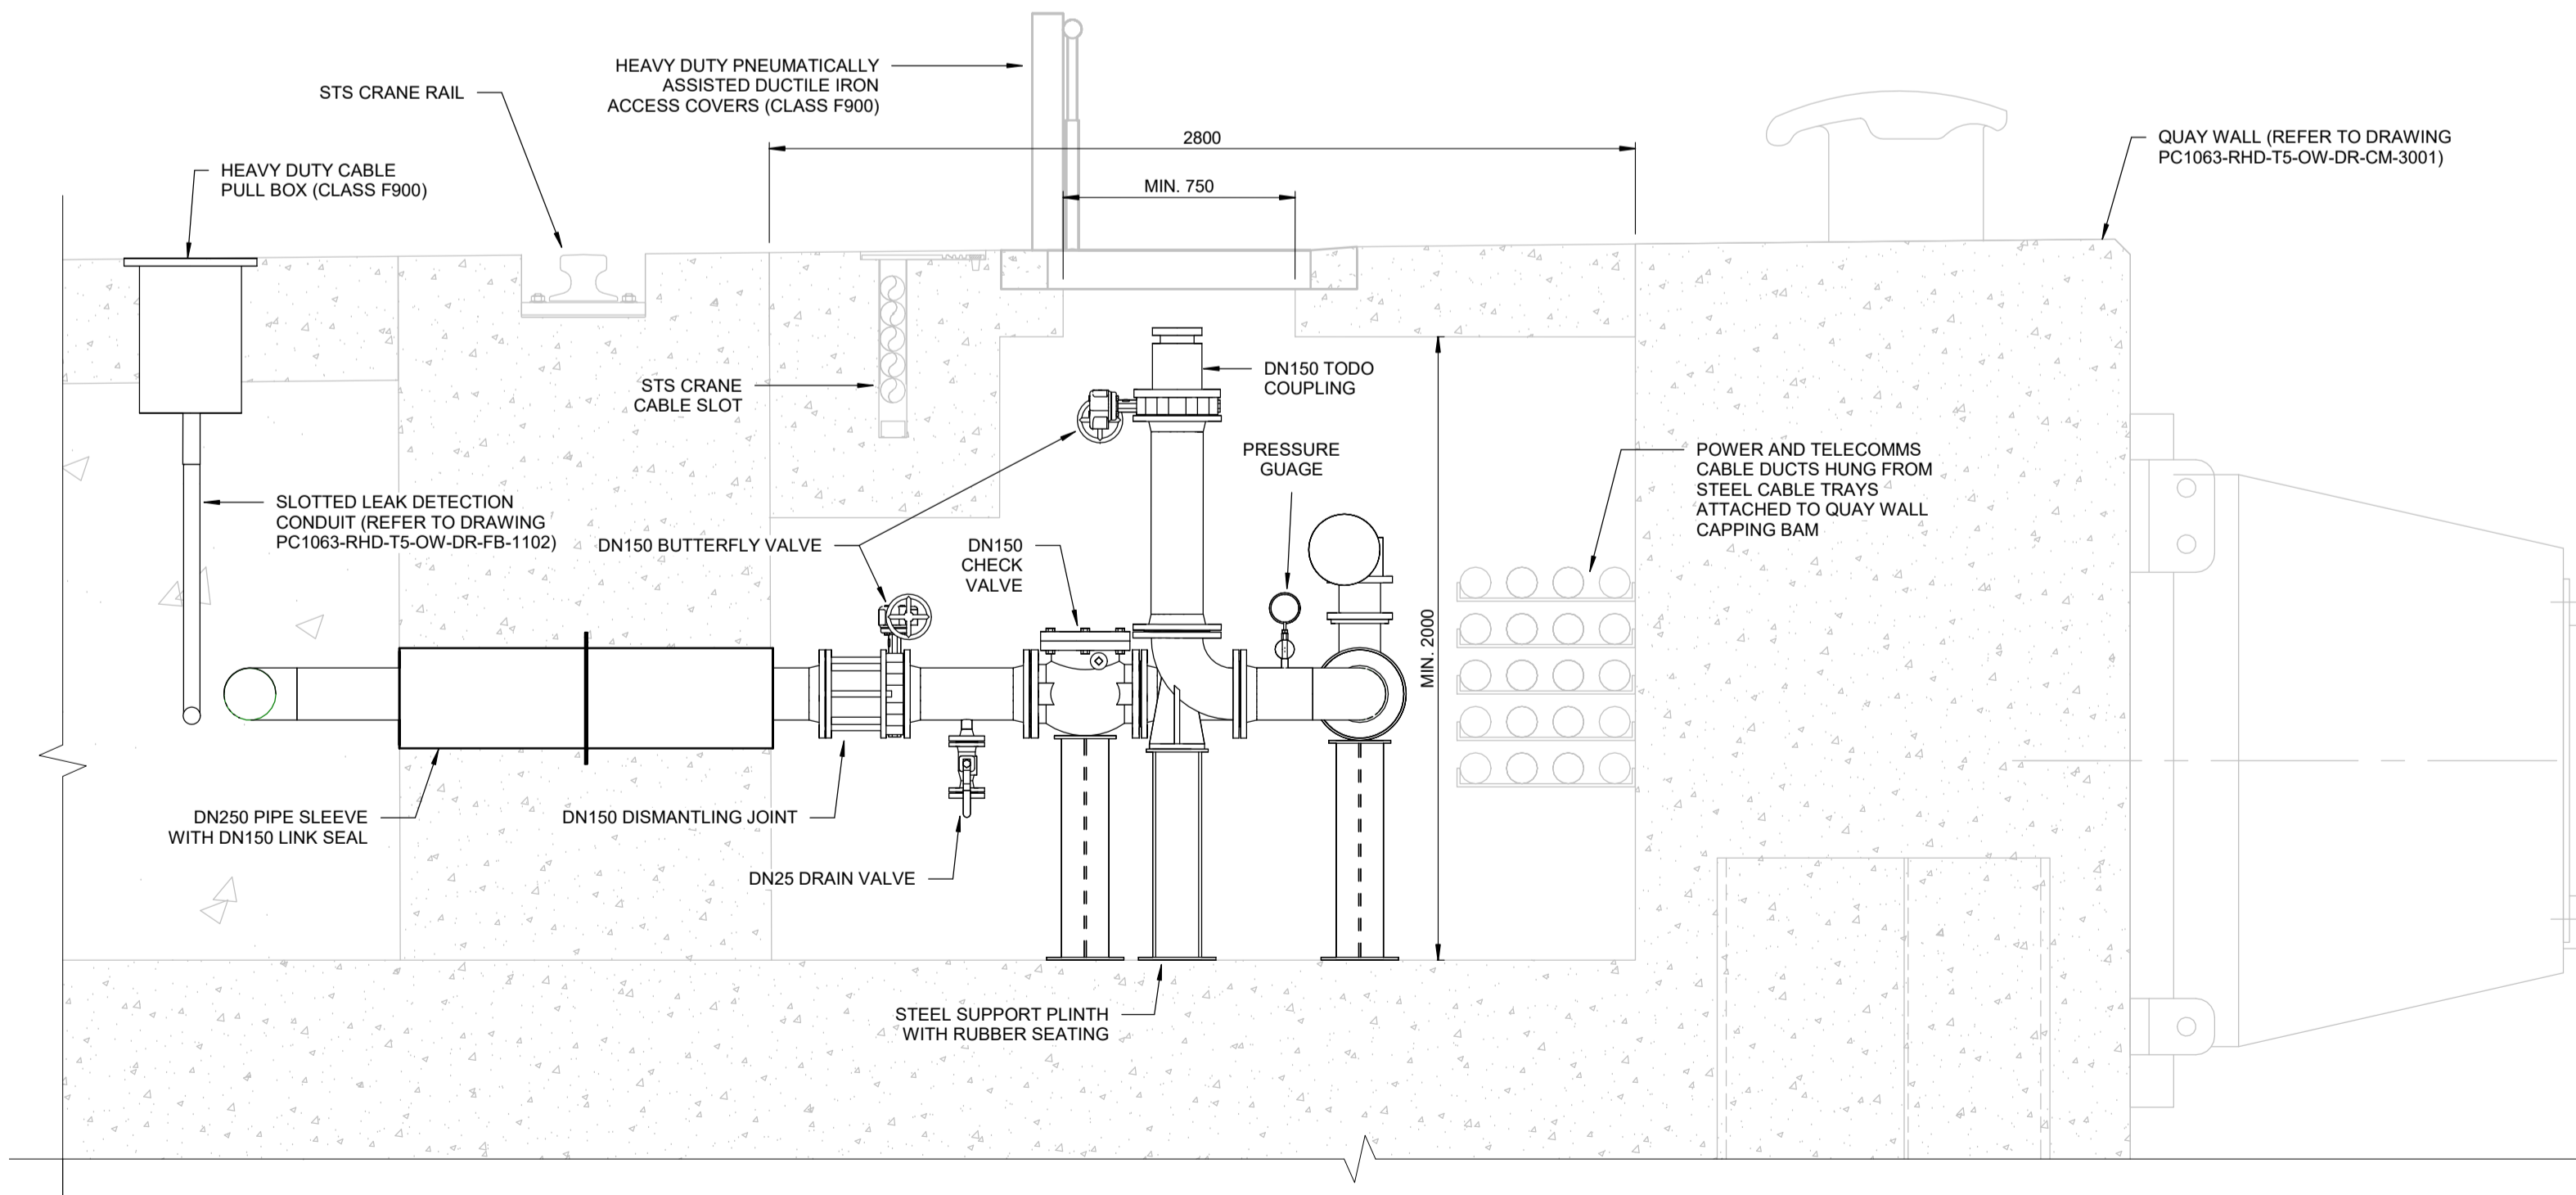 HEAVY DUTY PNEUMATICALLY
ASSISTED DUCTILE IRON
ACCESS COVERS (CLASS F900)
STS CRANE RAIL
2800
QUAY WALL (REFER TO DRAWING
PC1063-RHD-T5-OW-DR-CM-3001)
HEAVY DUTY CABLE
PULL BOX (CLASS F900)
MIN. 750
STS CRANE
CABLE SLOT
DN150 TODO
COUPLING
PRESSURE
GUAGE
POWER AND TELECOMMS
CABLE DUCTS HUNG FROM
STEEL CABLE TRAYS
ATTACHED TO QUAY WALL
CAPPING BAM
SLOTTED LEAK DETECTION
CONDUIT (REFER TO DRAWING
PC1063-RHD-T5-OW-DR-FB-1102)
DN150 BUTTERFLY VALVE
DN150
CHECK
VALVE
MIN. 2000
DN250 PIPE SLEEVE
WITH DN150 LINK SEAL
DN150 DISMANTLING JOINT
DN25 DRAIN VALVE
STEEL SUPPORT PLINTH
WITH RUBBER SEATING